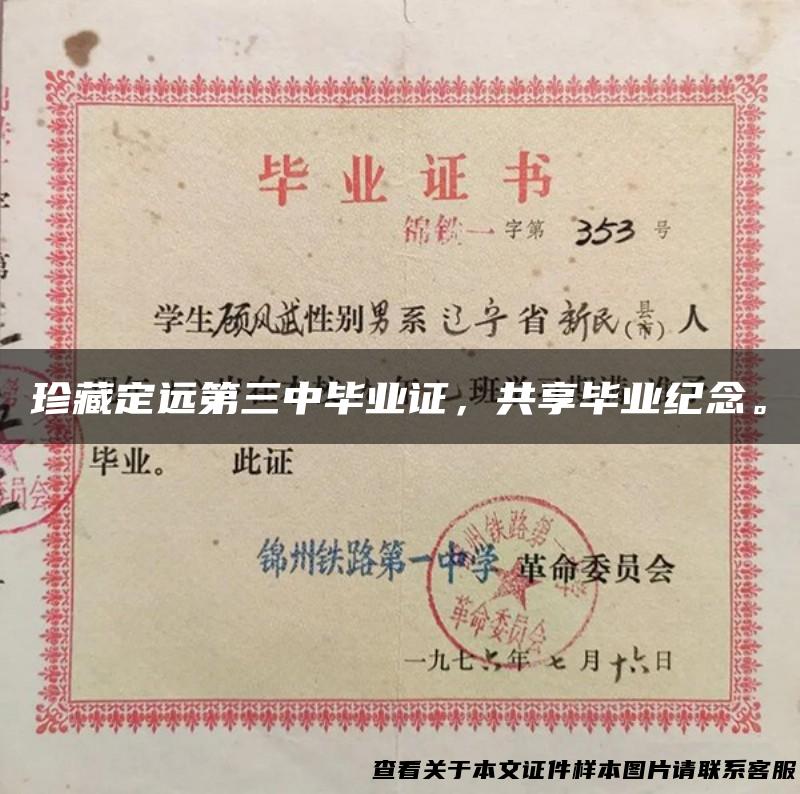 毕业证书
锦铁一字第 353 号
学生顾风武性别男系辽宁省新民(县市)人
珍藏定远第三中毕业证，共享毕业纪念。
毕业。 此证
锦州铁路第一中学 革命委员会
州铁路第一
革命委员会
一九七六年七月十六日
员会
查看关于本文证件样本图片请联系客服